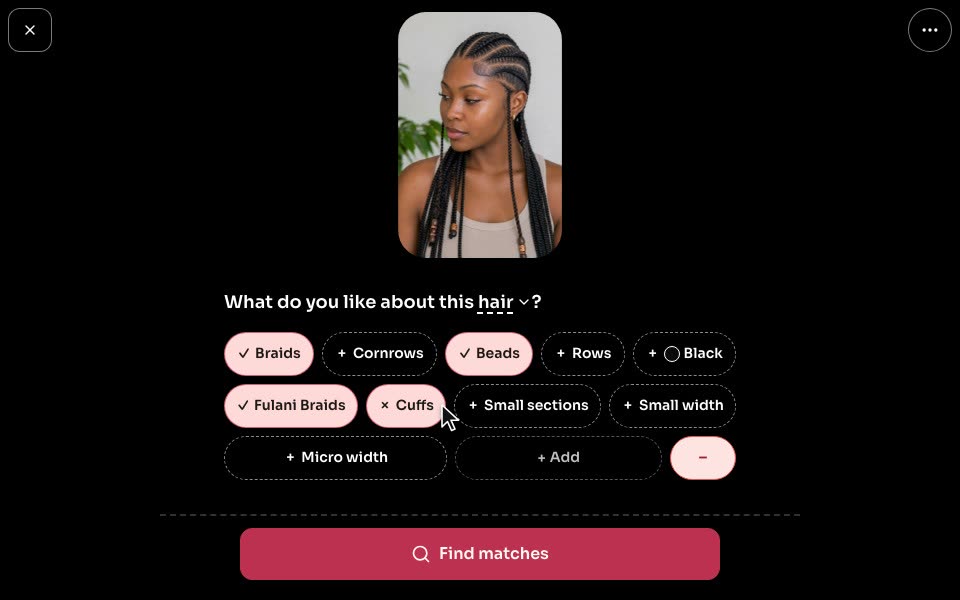 What do you like about this hair?
Braids + Cornrows Beads + Rows + Black
Fulani Braids × Cuffs + Small sections + Small width
+ Micro width + Add −
Find matches